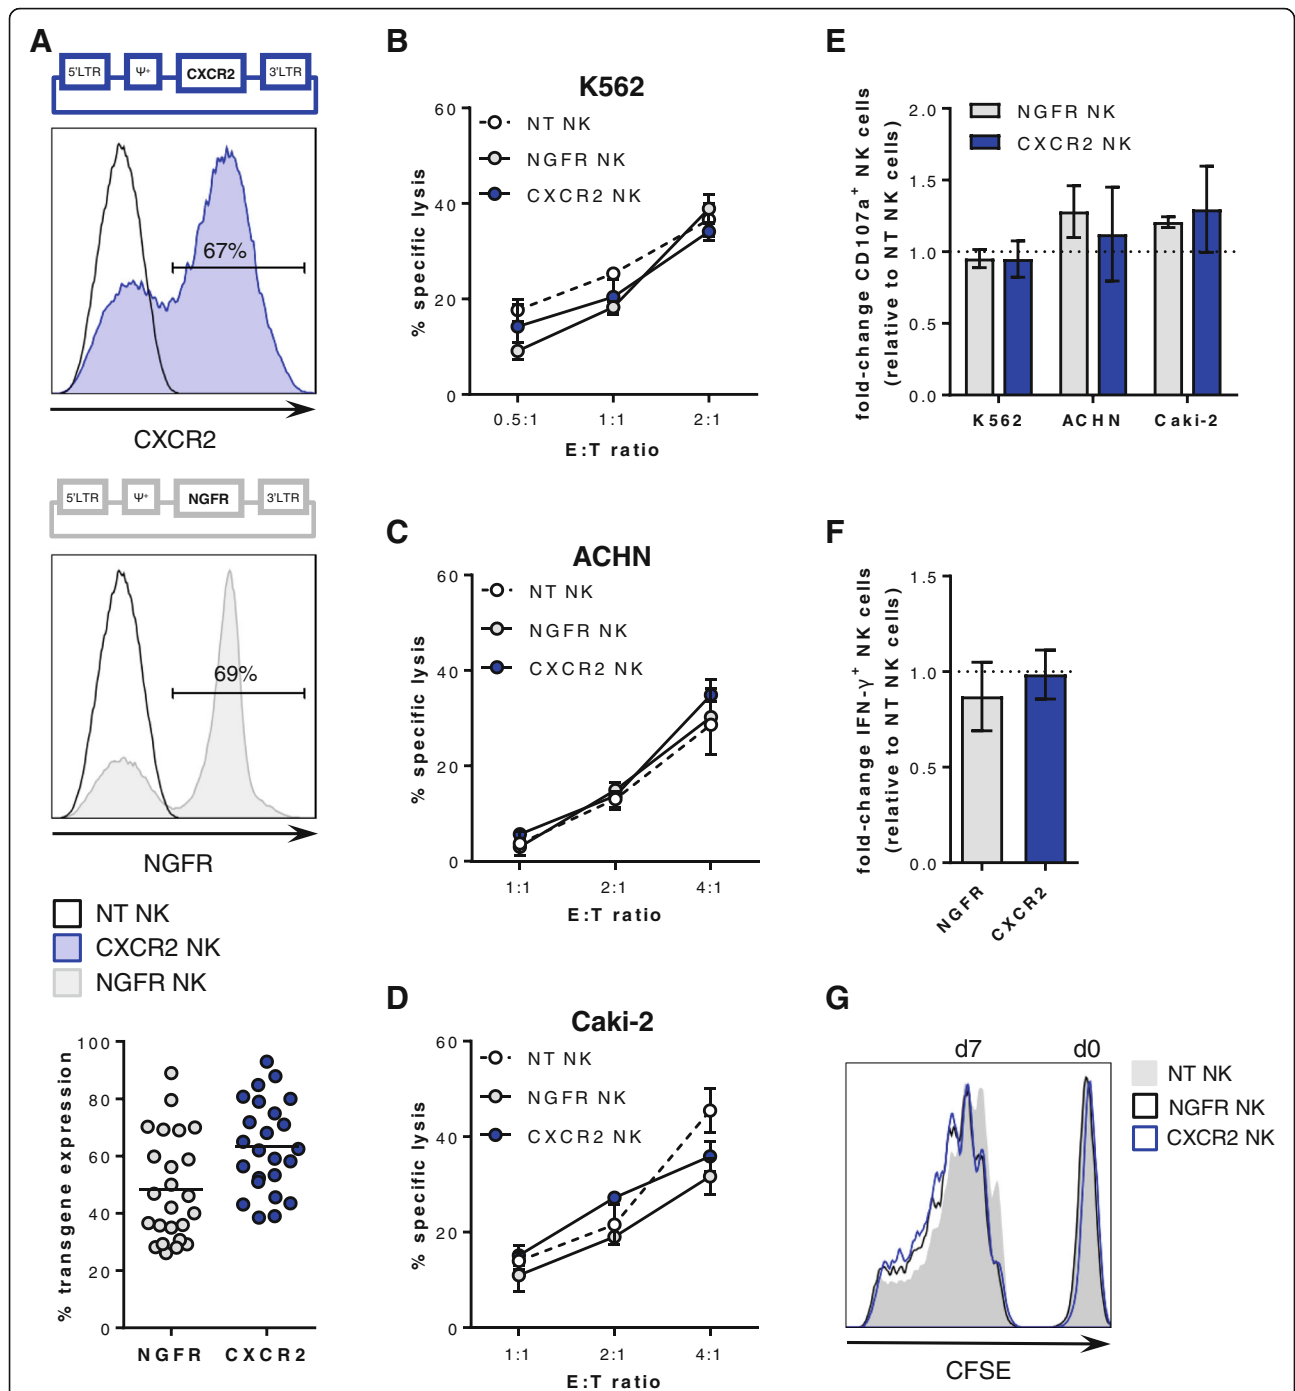 A
5'LTR Ψ+ CXCR2 3'LTR
67%
CXCR2
5'LTR Ψ+ NGFR 3'LTR
69%
NGFR
NT NK
CXCR2 NK
NGFR NK
% transgene expression
100
80
60
40
20
0
NGFR CXCR2
B
K562
% specific lysis
60
40
20
0
NT NK
NGFR NK
CXCR2 NK
0.5:1 1:1 2:1
E:T ratio
C
ACHN
% specific lysis
60
40
20
0
NT NK
NGFR NK
CXCR2 NK
1:1 2:1 4:1
E:T ratio
D
Caki-2
% specific lysis
60
40
20
0
NT NK
NGFR NK
CXCR2 NK
1:1 2:1 4:1
E:T ratio
E
fold-change CD107a+ NK cells
(relative to NT NK cells)
2.0
1.5
1.0
0.5
0.0
NGFR NK
CXCR2 NK
K562 ACHN Caki-2
F
fold-change IFN-γ+ NK cells
(relative to NT NK cells)
1.5
1.0
0.5
0.0
NGFR CXCR2
G
d7 d0
NT NK
NGFR NK
CXCR2 NK
CFSE